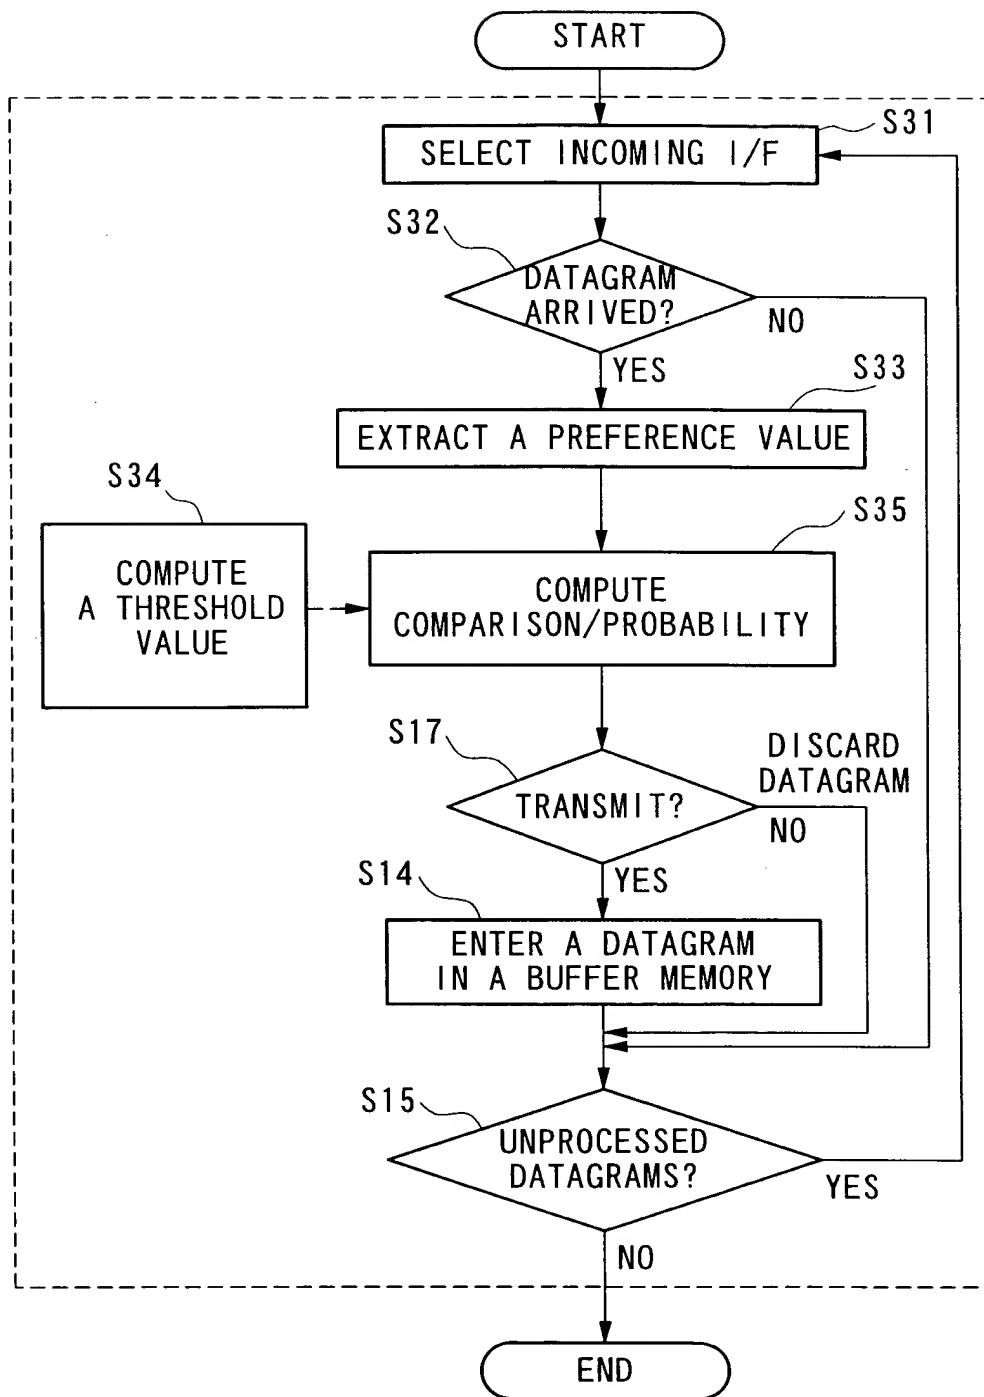 START
S31
SELECT INCOMING I/F
S32
DATAGRAM
ARRIVED?
NO
YES
S33
EXTRACT A PREFERENCE VALUE
S34
COMPUTE
A THRESHOLD
VALUE
S35
COMPUTE
COMPARISON/PROBABILITY
S17
TRANSMIT?
DISCARD
DATAGRAM
NO
YES
S14
ENTER A DATAGRAM
IN A BUFFER MEMORY
S15
UNPROCESSED
DATAGRAMS?
YES
NO
END